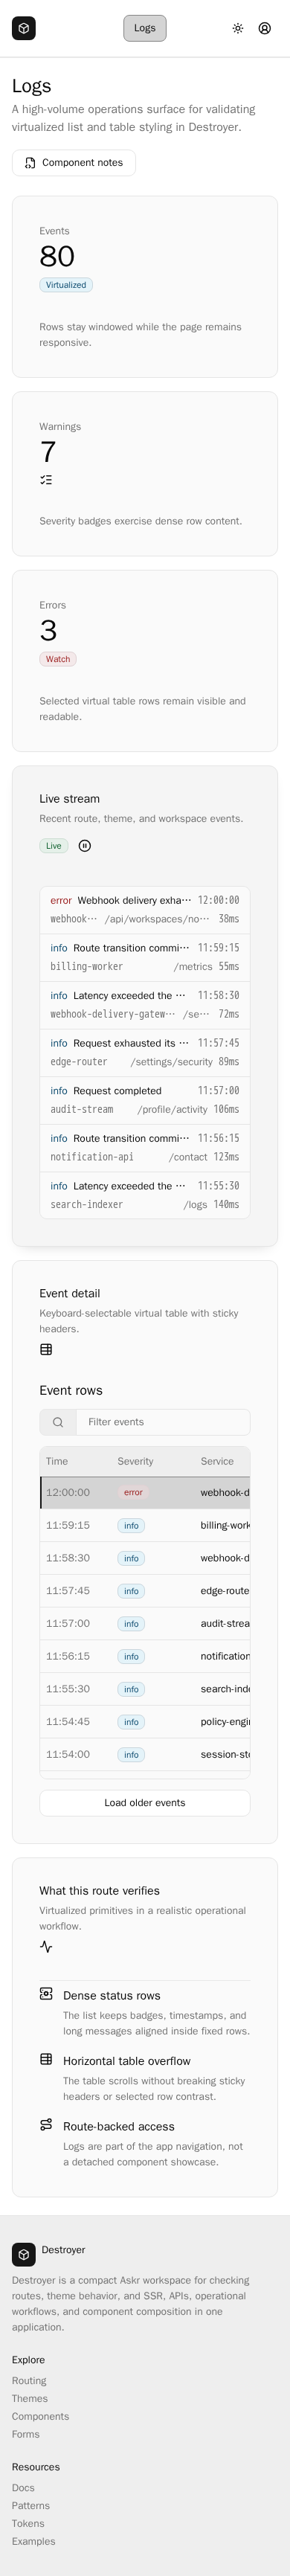 Logs
Logs
A high-volume operations surface for validating
virtualized list and table styling in Destroyer.
Component notes
Events
80
Virtualized
Rows stay windowed while the page remains
responsive.
Warnings
7
Severity badges exercise dense row content.
Errors
3
Watch
Selected virtual table rows remain visible and
readable.
Live stream
Recent route, theme, and workspace events.
Live
error Webhook delivery exha··· 12:00:00
webhook··· /api/workspaces/no··· 38ms
info Route transition commi··· 11:59:15
billing-worker /metrics 55ms
info Latency exceeded the ··· 11:58:30
webhook-delivery-gatew··· /se··· 72ms
info Request exhausted its ··· 11:57:45
edge-router /settings/security 89ms
info Request completed 11:57:00
audit-stream /profile/activity 106ms
info Route transition commi··· 11:56:15
notification-api /contact 123ms
info Latency exceeded the ··· 11:55:30
search-indexer /logs 140ms
Event detail
Keyboard-selectable virtual table with sticky
headers.
Event rows
Filter events
Time Severity Service
12:00:00 error webhook-d
11:59:15 info billing-work
11:58:30 info webhook-d
11:57:45 info edge-route
11:57:00 info audit-strea
11:56:15 info notification
11:55:30 info search-inde
11:54:45 info policy-engi
11:54:00 info session-sto
Load older events
What this route verifies
Virtualized primitives in a realistic operational
workflow.
Dense status rows
The list keeps badges, timestamps, and
long messages aligned inside fixed rows.
Horizontal table overflow
The table scrolls without breaking sticky
headers or selected row contrast.
Route-backed access
Logs are part of the app navigation, not
a detached component showcase.
Destroyer
Destroyer is a compact Askr workspace for checking
routes, theme behavior, and SSR, APIs, operational
workflows, and component composition in one
application.
Explore
Routing
Themes
Components
Forms
Resources
Docs
Patterns
Tokens
Examples